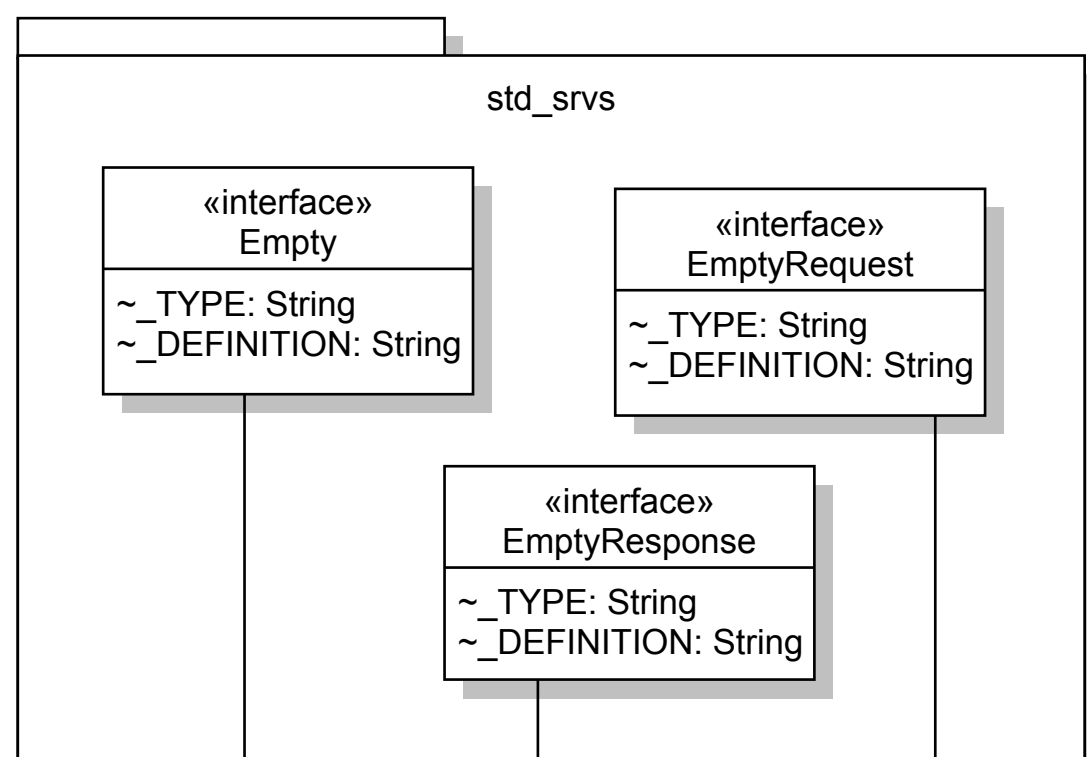 std_srvs
«interface»
Empty
~_TYPE: String
~_DEFINITION: String
«interface»
EmptyRequest
~_TYPE: String
~_DEFINITION: String
«interface»
EmptyResponse
~_TYPE: String
~_DEFINITION: String